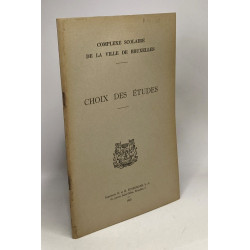 COMPLEXE SCOLAIRE
DE LA VILLE DE BRUXELLES
CHOIX DES ÉTUDES